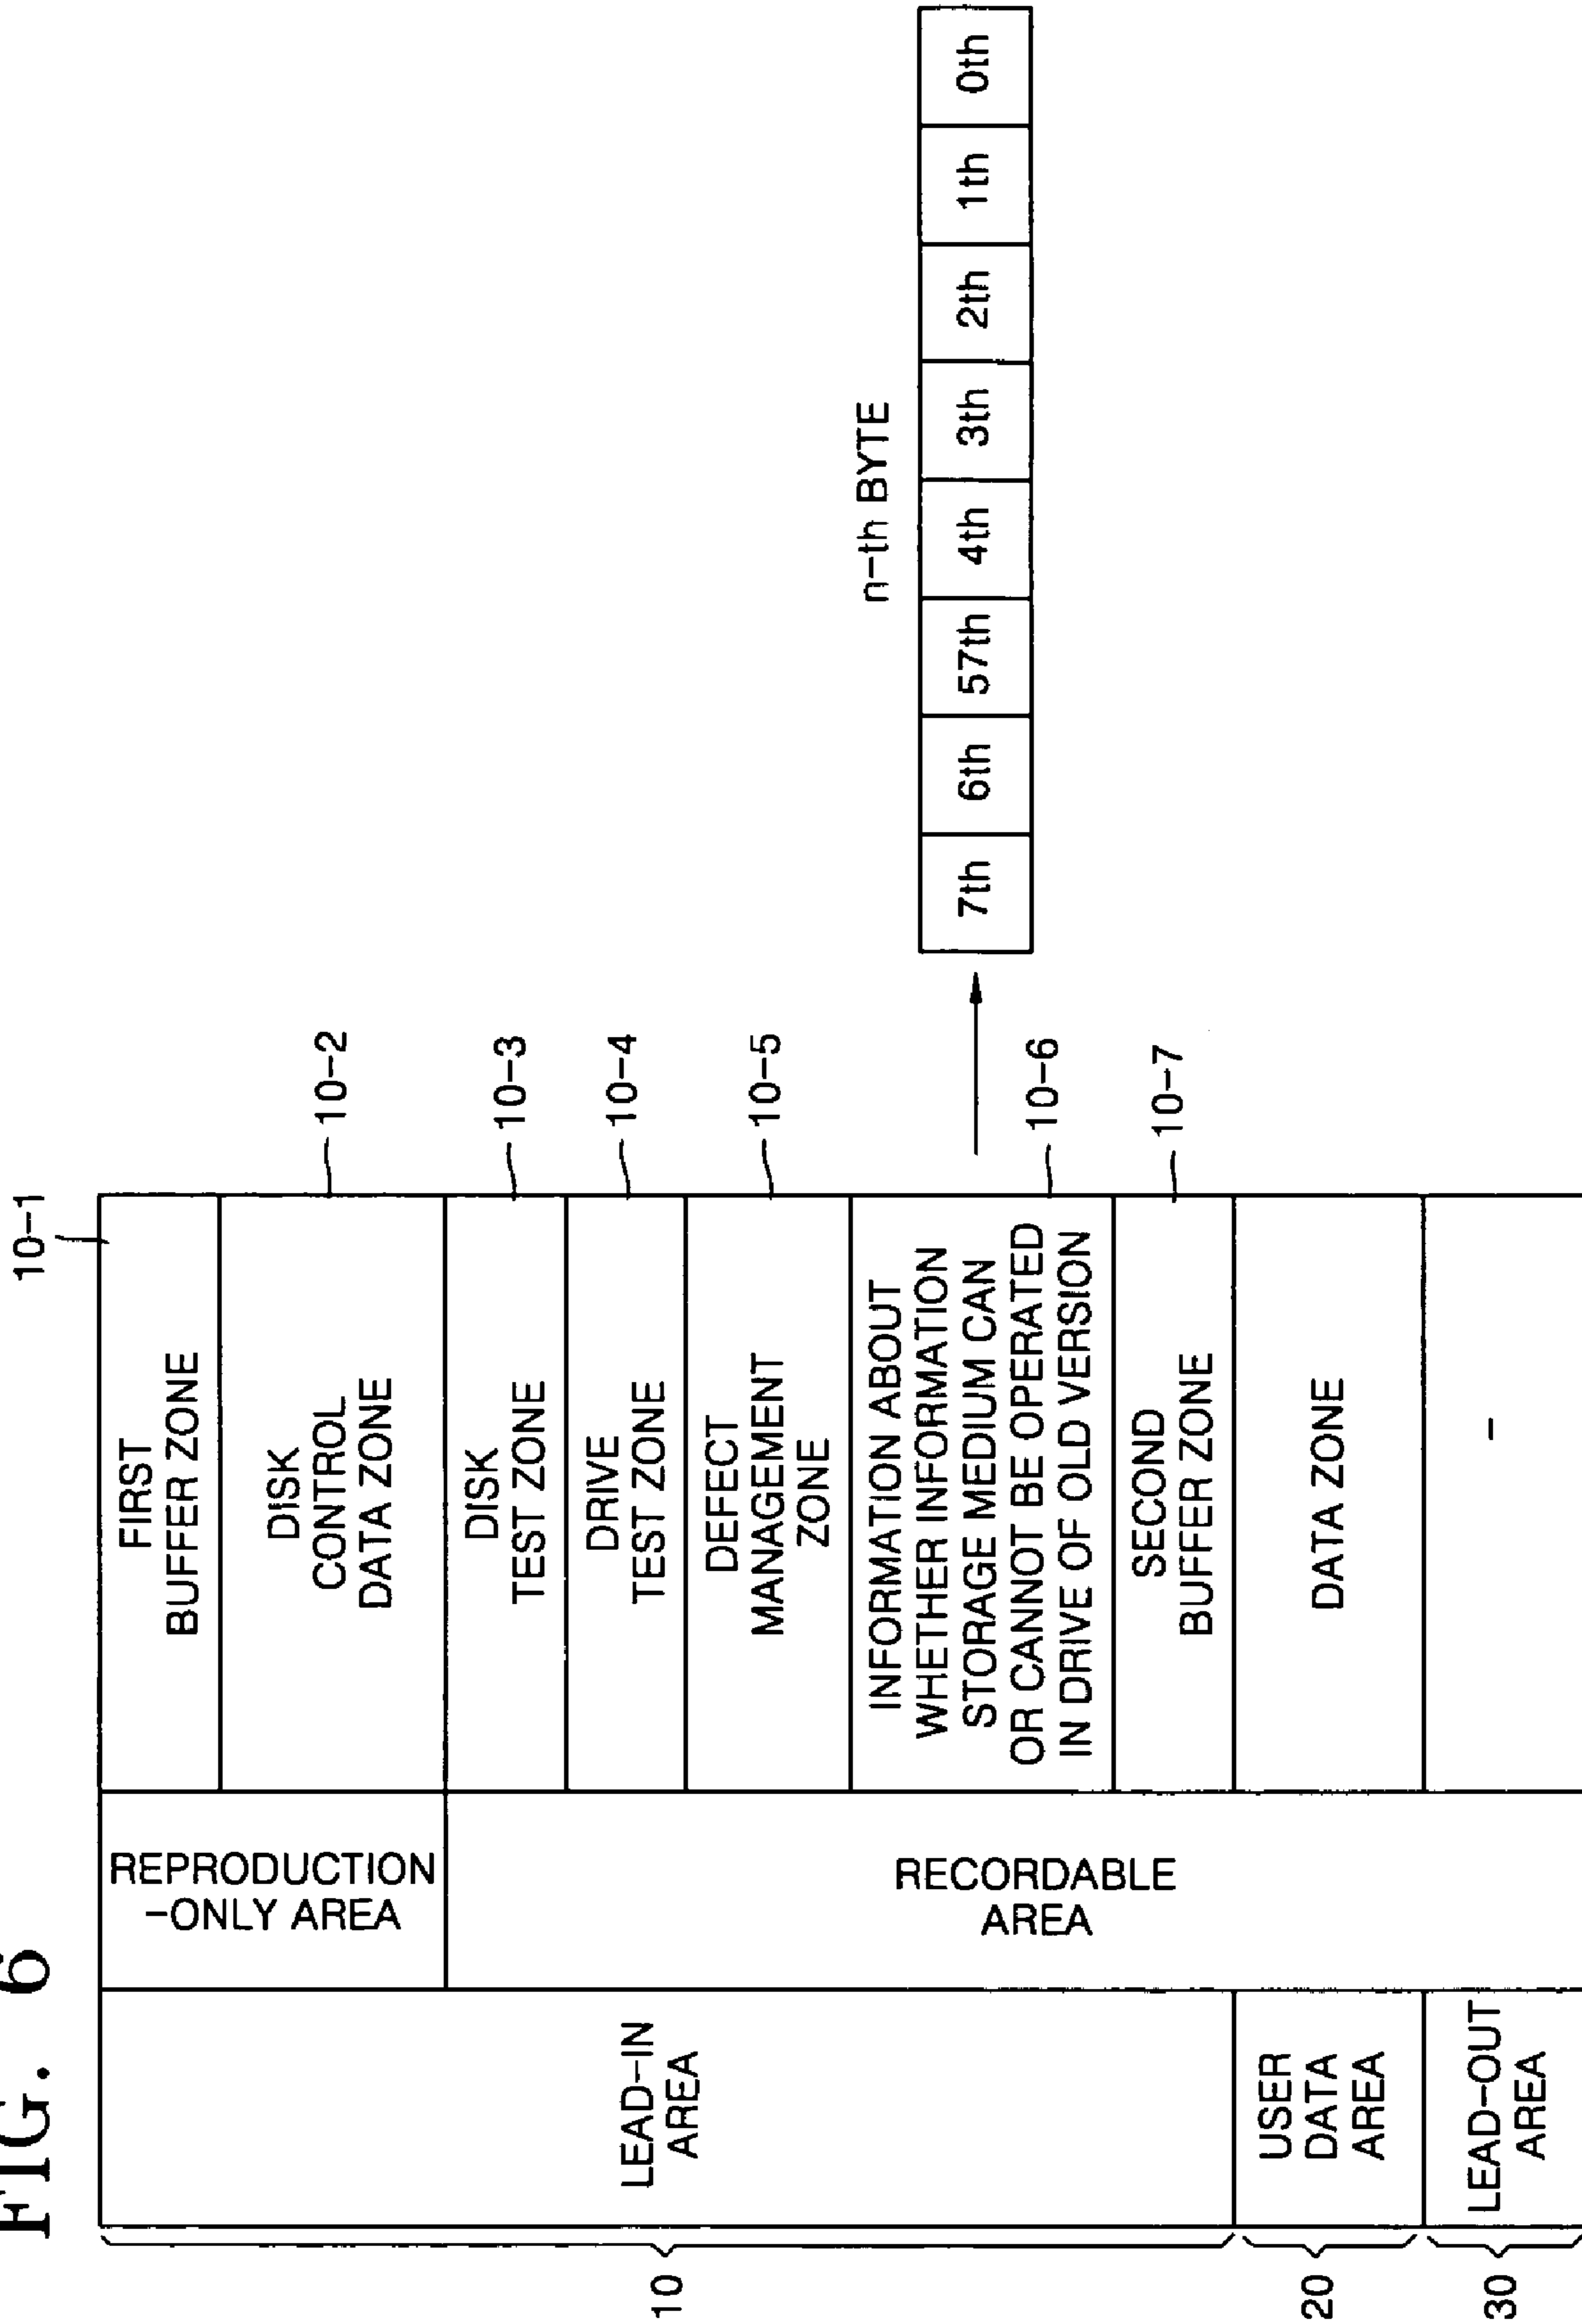 FIG. 6
10-1
FIRST
BUFFER ZONE
REPRODUCTION
-ONLY AREA
DISK
CONTROL
DATA ZONE
10-2
DISK
TEST ZONE
10-3
DRIVE
TEST ZONE
10-4
LEAD-IN
AREA
10
DEFECT
MANAGEMENT
ZONE
10-5
RECORDABLE
AREA
INFORMATION ABOUT
WHETHER INFORMATION
STORAGE MEDIUM CAN
OR CANNOT BE OPERATED
IN DRIVE OF OLD VERSION
10-6
n-th BYTE
7th
6th
57th
4th
3th
2th
1th
0th
SECOND
BUFFER ZONE
10-7
20
USER
DATA
AREA
DATA ZONE
30
LEAD-OUT
AREA
-